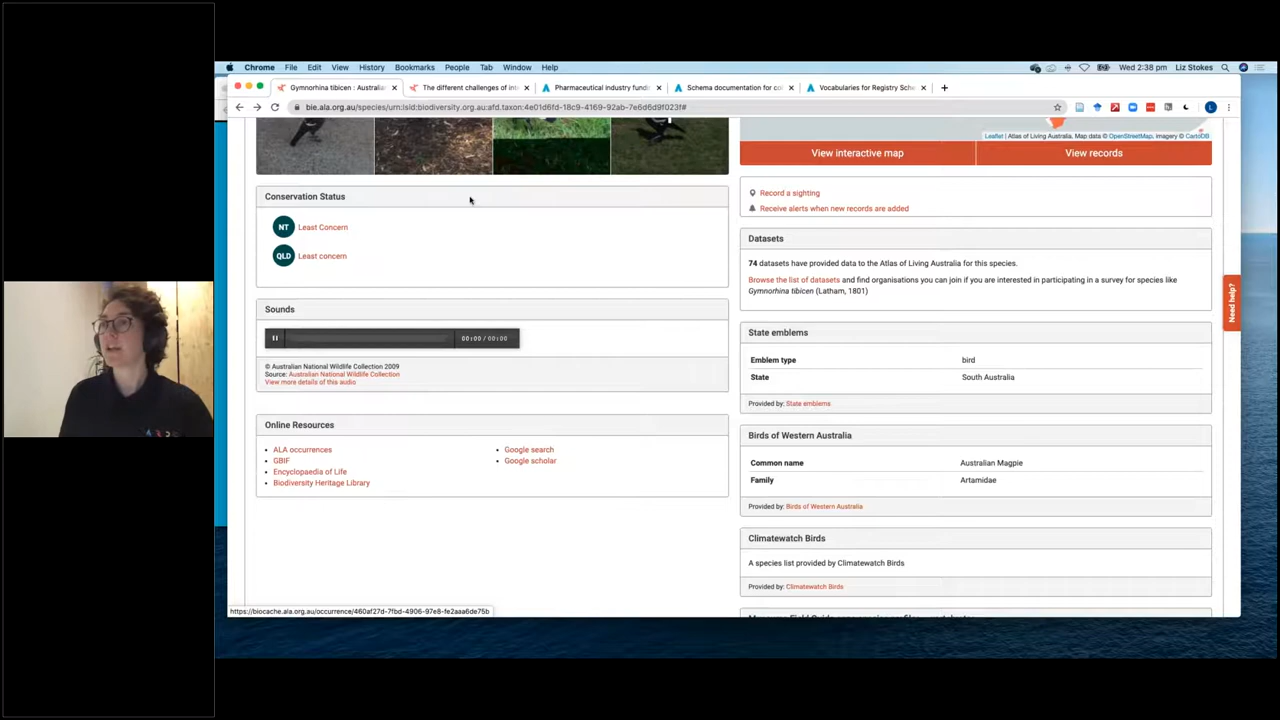 Chrome File Edit View History Bookmarks People Tab Window Help
Wed 2:38 pm Liz Stokes
Gymnorhina tibicen : Australian
The different challenges of int
Pharmaceutical industry fundi
Schema documentation for co
Vocabularies for Registry Sche
bie.ala.org.au/species/urn:lsid:biodiversity.org.au:afd.taxon:4e01d6fd-18c9-4169-92ab-7e6d6d9f023f#
L
Leaflet | Atlas of Living Australia, Map data © OpenStreetMap, imagery © CartoDB
View interactive map
View records
Conservation Status
NT Least Concern
QLD Least concern
Sounds
00:00 / 00:00
© Australian National Wildlife Collection 2009
Source: Australian National Wildlife Collection
View more details of this audio
Online Resources
ALA occurrences
GBIF
Encyclopaedia of Life
Biodiversity Heritage Library
Google search
Google scholar
Record a sighting
Receive alerts when new records are added
Datasets
74 datasets have provided data to the Atlas of Living Australia for this species.
Browse the list of datasets and find organisations you can join if you are interested in participating in a survey for species like
Gymnorhina tibicen (Latham, 1801)
State emblems
Emblem type bird
State South Australia
Provided by: State emblems
Birds of Western Australia
Common name Australian Magpie
Family Artamidae
Provided by: Birds of Western Australia
Climatewatch Birds
A species list provided by Climatewatch Birds
Provided by: Climatewatch Birds
Need help?
https://biocache.ala.org.au/occurrence/460af27d-7fbd-4906-97e8-fe2aaa6de75b